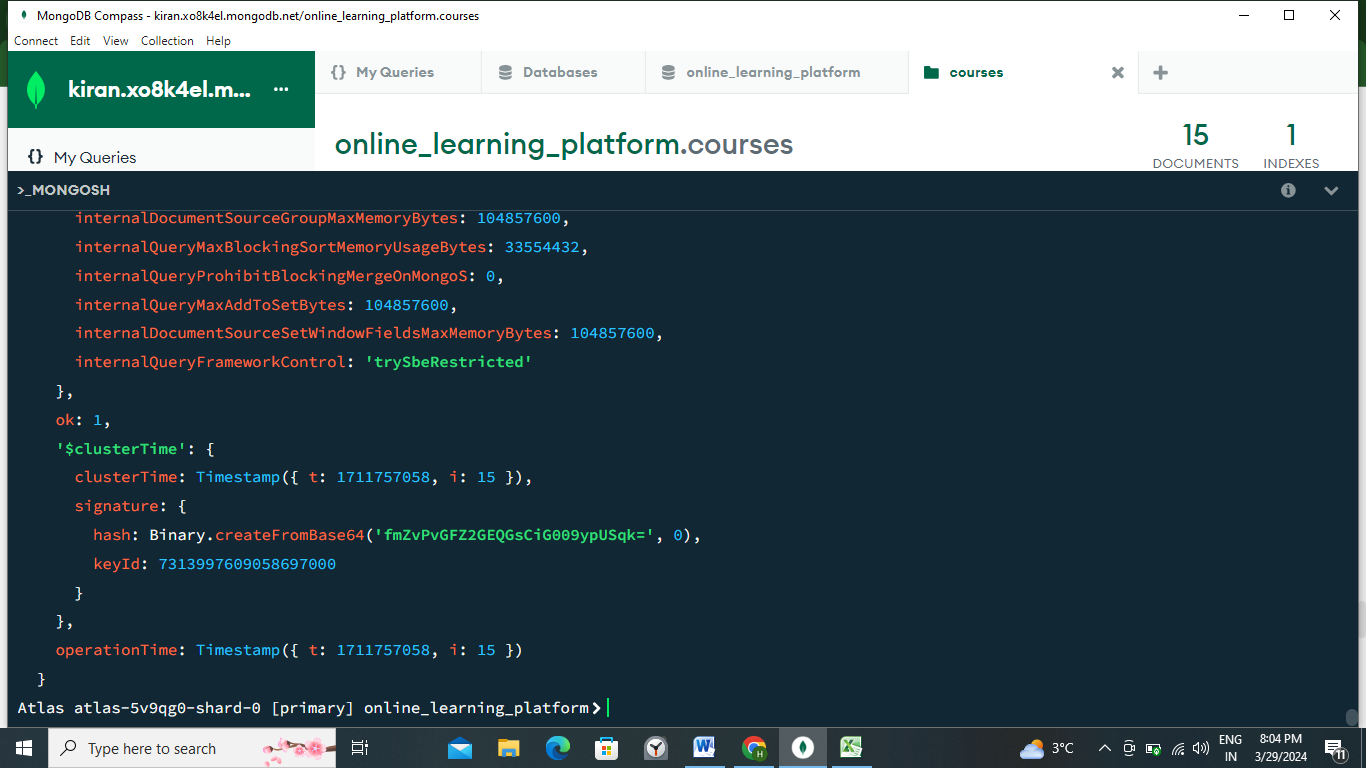 MongoDB Compass - kiran.xo8k4el.mongodb.net/online_learning_platform.courses
Connect Edit View Collection Help
kiran.xo8k4el.m... ...
{} My Queries
Databases
online_learning_platform
courses
{} My Queries
online_learning_platform.courses
15
DOCUMENTS
1
INDEXES
>_MONGOSH
internalDocumentSourceGroupMaxMemoryBytes: 104857600,
internalQueryMaxBlockingSortMemoryUsageBytes: 33554432,
internalQueryProhibitBlockingMergeOnMongoS: 0,
internalQueryMaxAddToSetBytes: 104857600,
internalDocumentSourceSetWindowFieldsMaxMemoryBytes: 104857600,
internalQueryFrameworkControl: 'trySbeRestricted'
},
ok: 1,
'$clusterTime': {
clusterTime: Timestamp({ t: 1711757058, i: 15 }),
signature: {
hash: Binary.createFromBase64('fmZvPvGFZ2GEQGsCiG009ypUSqk=', 0),
keyId: 7313997609058697000
}
},
operationTime: Timestamp({ t: 1711757058, i: 15 })
}
Atlas atlas-5v9qg0-shard-0 [primary] online_learning_platform>
Type here to search
3°C
ENG
IN
8:04 PM
3/29/2024
11